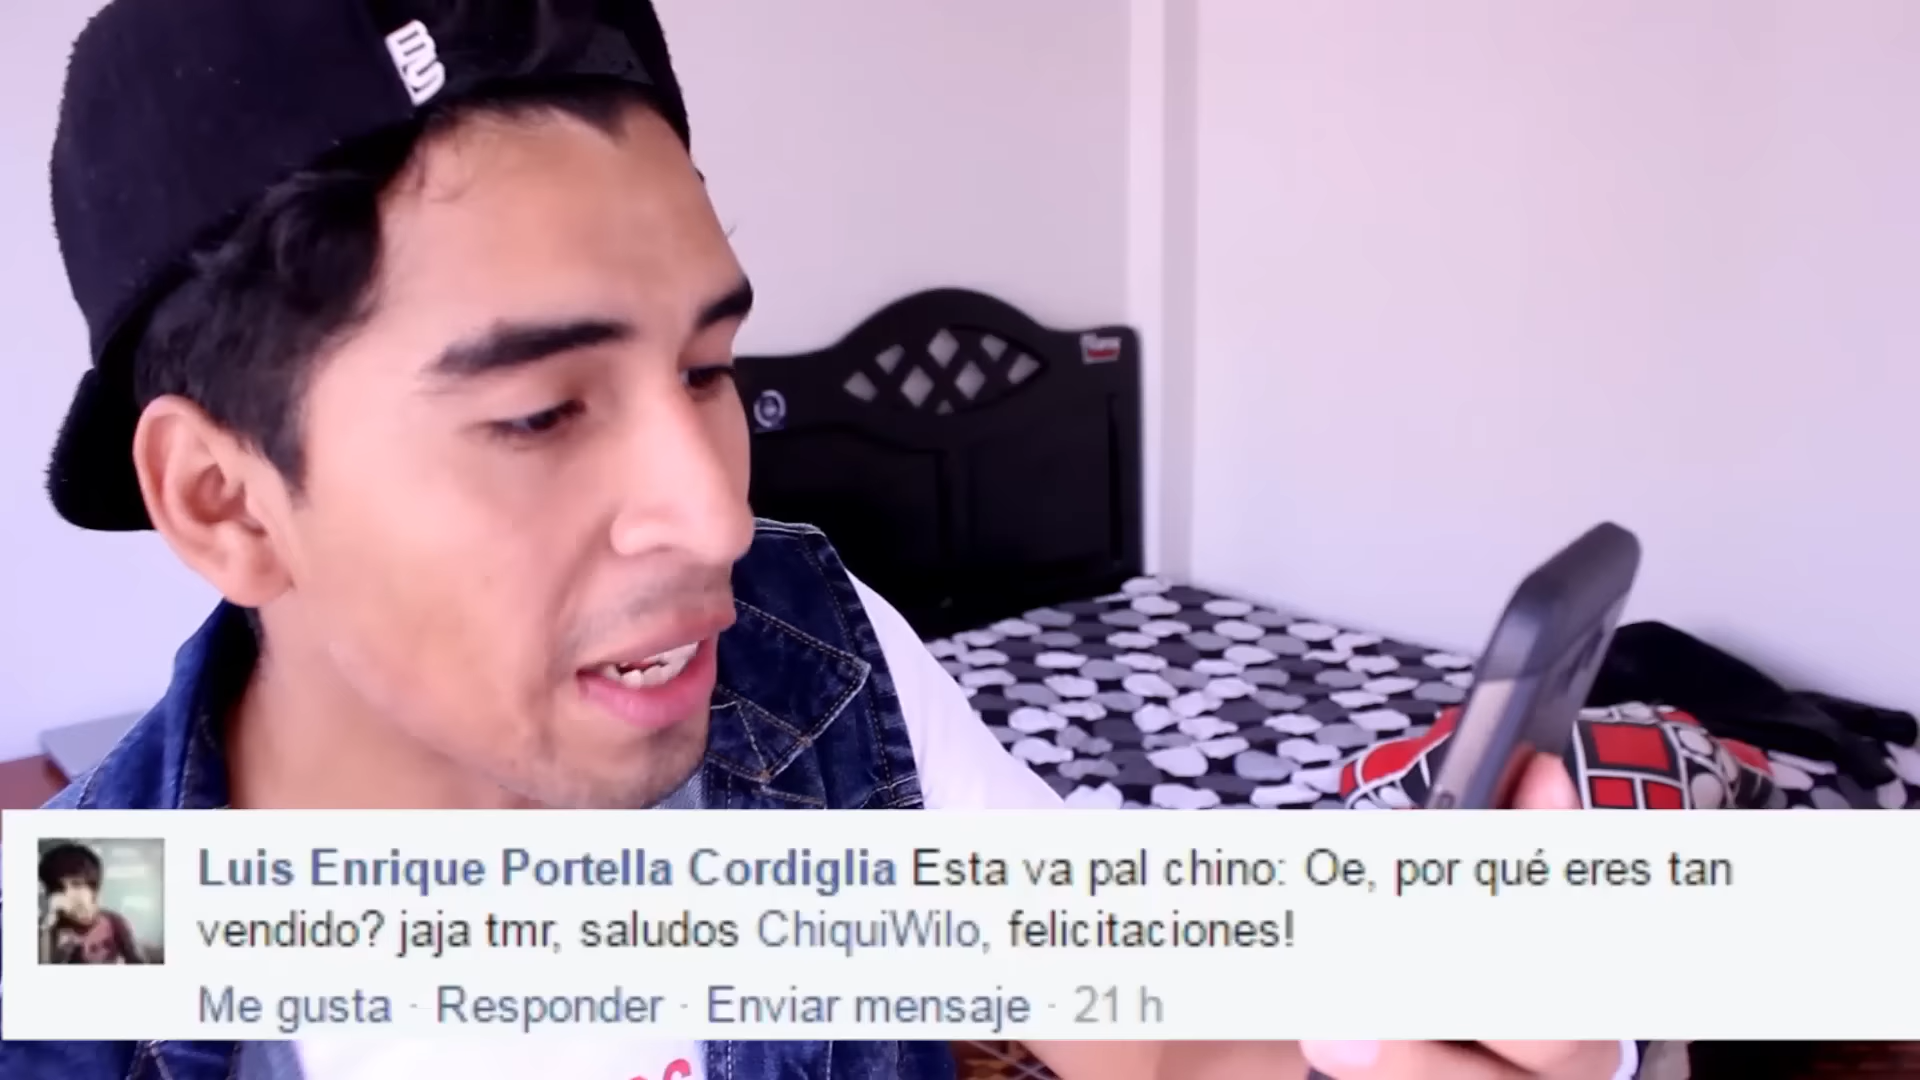 Luis Enrique Portella Cordiglia Esta va pal chino: Oe, por qué eres tan
vendido? jaja tmr, saludos ChiquiWilo, felicitaciones!
Me gusta · Responder · Enviar mensaje · 21 h